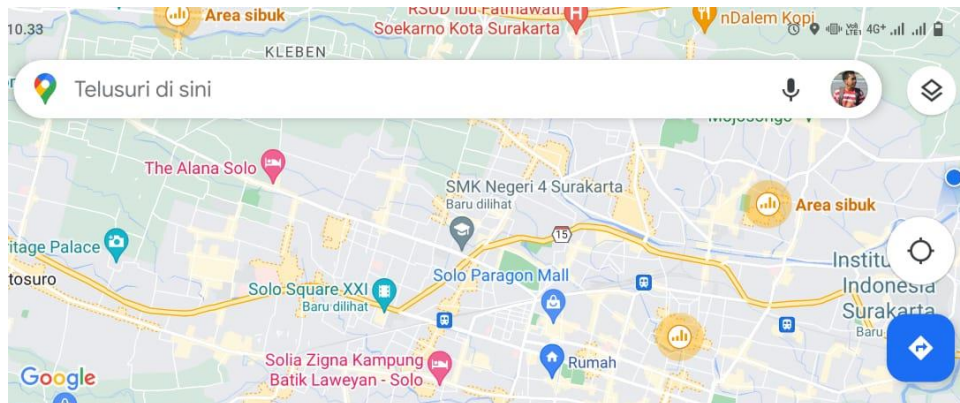 RSUD Ibu Fatmawati
Soekarno Kota Surakarta
Area sibuk
nDalem Kopi
10.33
4G+
KLEBEN
Telusuri di sini
Mojosongo
The Alana Solo
SMK Negeri 4 Surakarta
Baru dilihat
Area sibuk
15
itage Palace
tosuro
Solo Paragon Mall
Institu
Indonesia
Surakarta
Baru
Solo Square XXI
Baru dilihat
Solia Zigna Kampung
Batik Laweyan - Solo
Rumah
Google